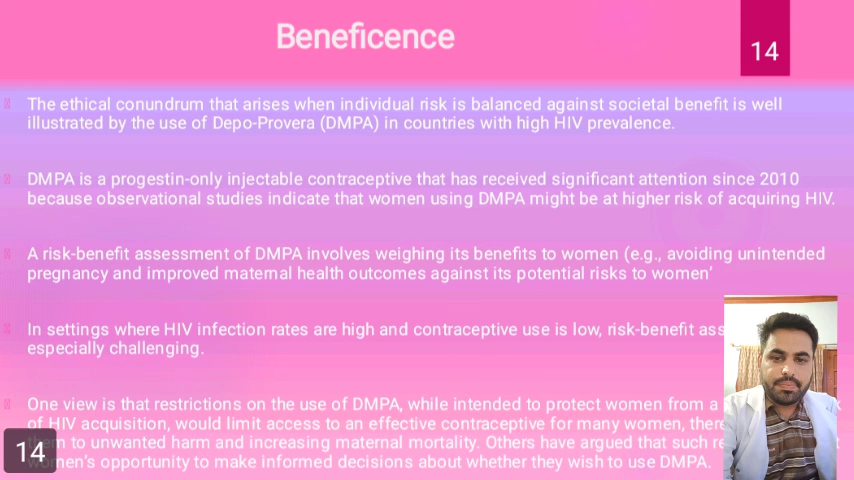 Beneficence
14
The ethical conundrum that arises when individual risk is balanced against societal benefit is well
illustrated by the use of Depo-Provera (DMPA) in countries with high HIV prevalence.
DMPA is a progestin-only injectable contraceptive that has received significant attention since 2010
because observational studies indicate that women using DMPA might be at higher risk of acquiring HIV.
A risk-benefit assessment of DMPA involves weighing its benefits to women (e.g., avoiding unintended
pregnancy and improved maternal health outcomes against its potential risks to women’
In settings where HIV infection rates are high and contraceptive use is low, risk-benefit
especially challenging.
One view is that restrictions on the use of DMPA, while intended to protect women from a
of HIV acquisition, would limit access to an effective contraceptive for many women,
to unwanted harm and increasing maternal mortality. Others have argued that such
women’s opportunity to make informed decisions about whether they wish to use DMPA.
14